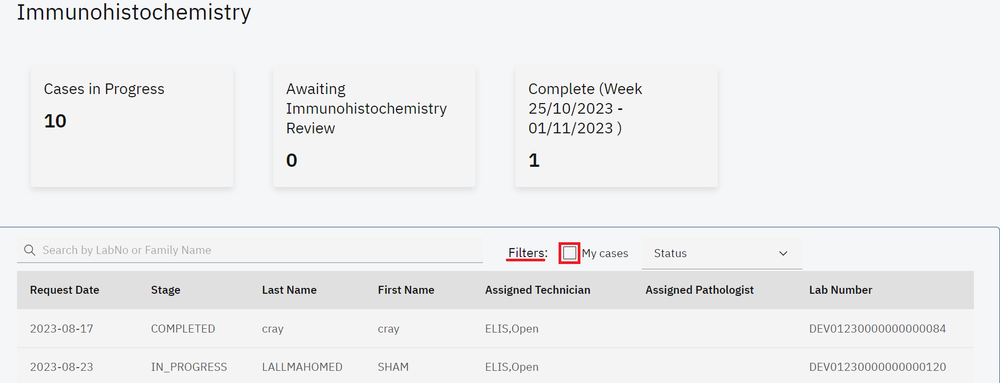 Immunohistochemistry
Cases in Progress
10
Awaiting
Immunohistochemistry
Review
0
Complete (Week
25/10/2023 -
01/11/2023 )
1
Search by LabNo or Family Name
Filters: My cases Status
Request Date Stage Last Name First Name Assigned Technician Assigned Pathologist Lab Number
2023-08-17 COMPLETED cray cray ELIS,Open DEV01230000000000084
2023-08-23 IN_PROGRESS LALLMAHOMED SHAM ELIS,Open DEV01230000000000120